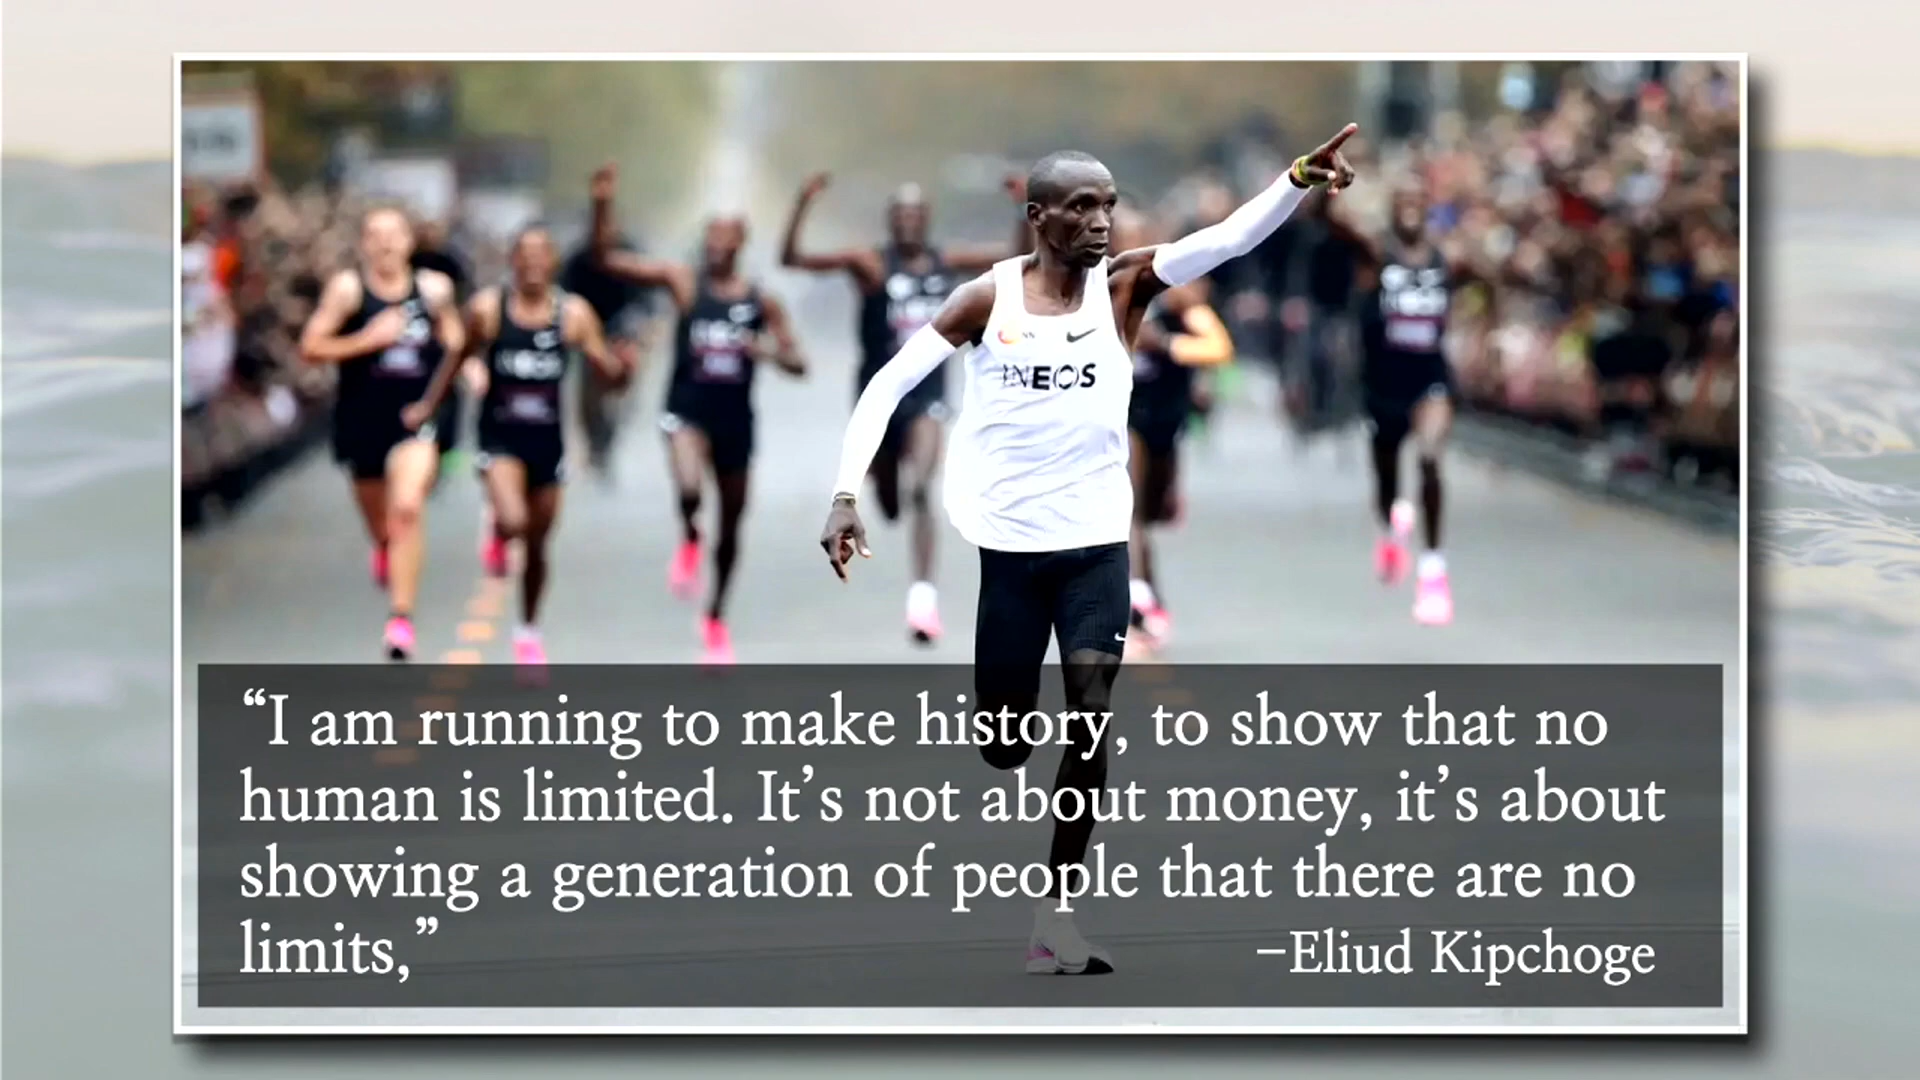 INEOS
“I am running to make history, to show that no
human is limited. It’s not about money, it’s about
showing a generation of people that there are no
limits,”
–Eliud Kipchoge